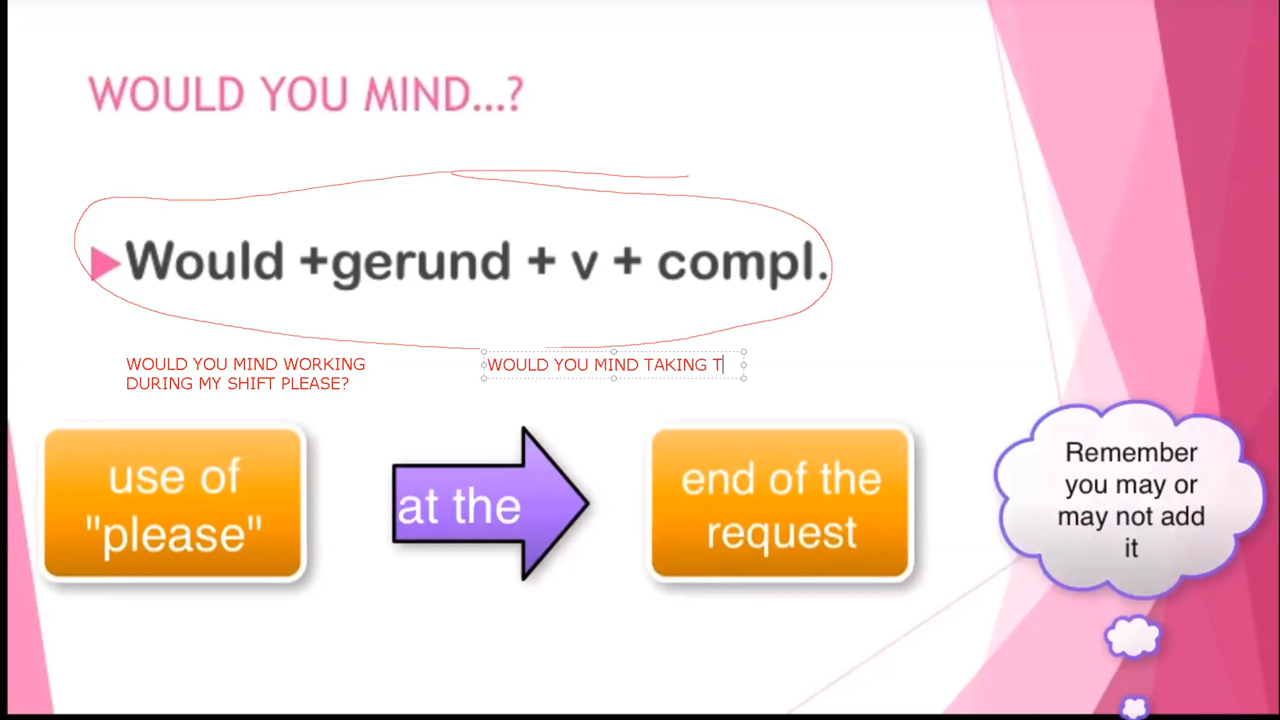 WOULD YOU MIND...?
Would +gerund + v + compl.
WOULD YOU MIND WORKING
DURING MY SHIFT PLEASE?
WOULD YOU MIND TAKING T
use of
"please"
at the
end of the
request
Remember
you may or
may not add
it